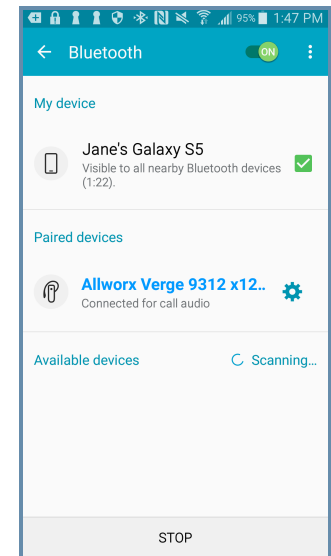 95% 1:47 PM
Bluetooth ON
My device
Jane's Galaxy S5
Visible to all nearby Bluetooth devices
(1:22).
Paired devices
Allworx Verge 9312 x12..
Connected for call audio
Available devices Scanning...
STOP